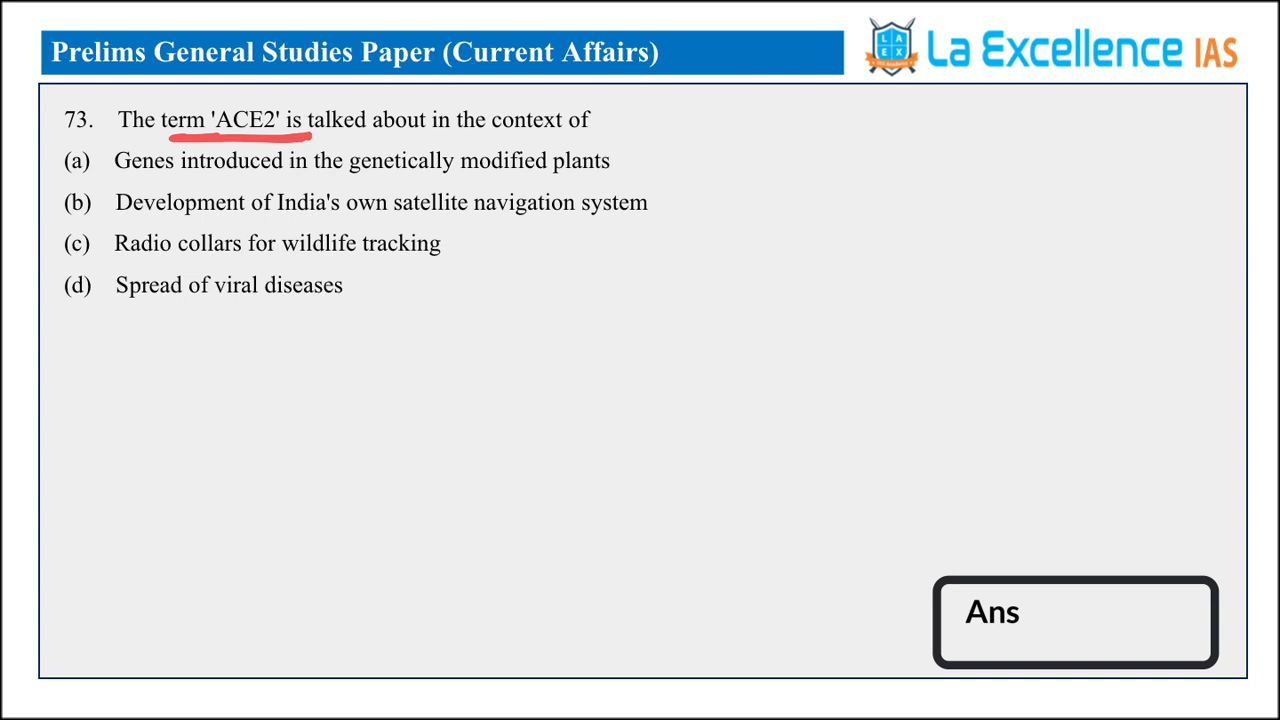 Prelims General Studies Paper (Current Affairs)
La Excellence IAS
73. The term 'ACE2' is talked about in the context of
(a) Genes introduced in the genetically modified plants
(b) Development of India's own satellite navigation system
(c) Radio collars for wildlife tracking
(d) Spread of viral diseases
Ans